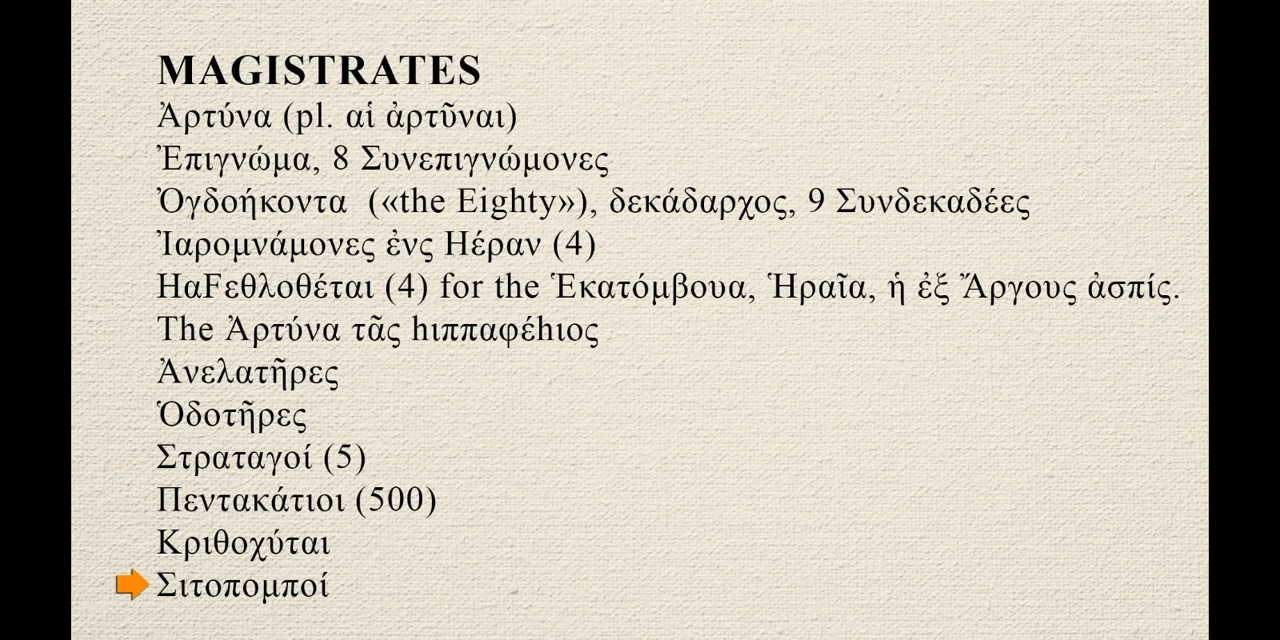 MAGISTRATES
Ἀρτύνα (pl. αἱ ἀρτῦναι)
Ἐπιγνώμα, 8 Συνεπιγνώμονες
Ὀγδοήκοντα («the Eighty»), δεκάδαρχος, 9 Συνδεκαδέες
Ἰαρομνάμονες ἐνς Ηέραν (4)
ΗαFεθλοθέται (4) for the Ἑκατόμβουα, Ἡραῖα, ἡ ἐξ Ἄργους ἀσπίς.
The Ἀρτύνα τᾶς hιππαφέhιος
Ἀνελατῆρες
Ὁδοτῆρες
Στραταγοί (5)
Πεντακάτιοι (500)
Κριθοχύται
Σιτοπομποί